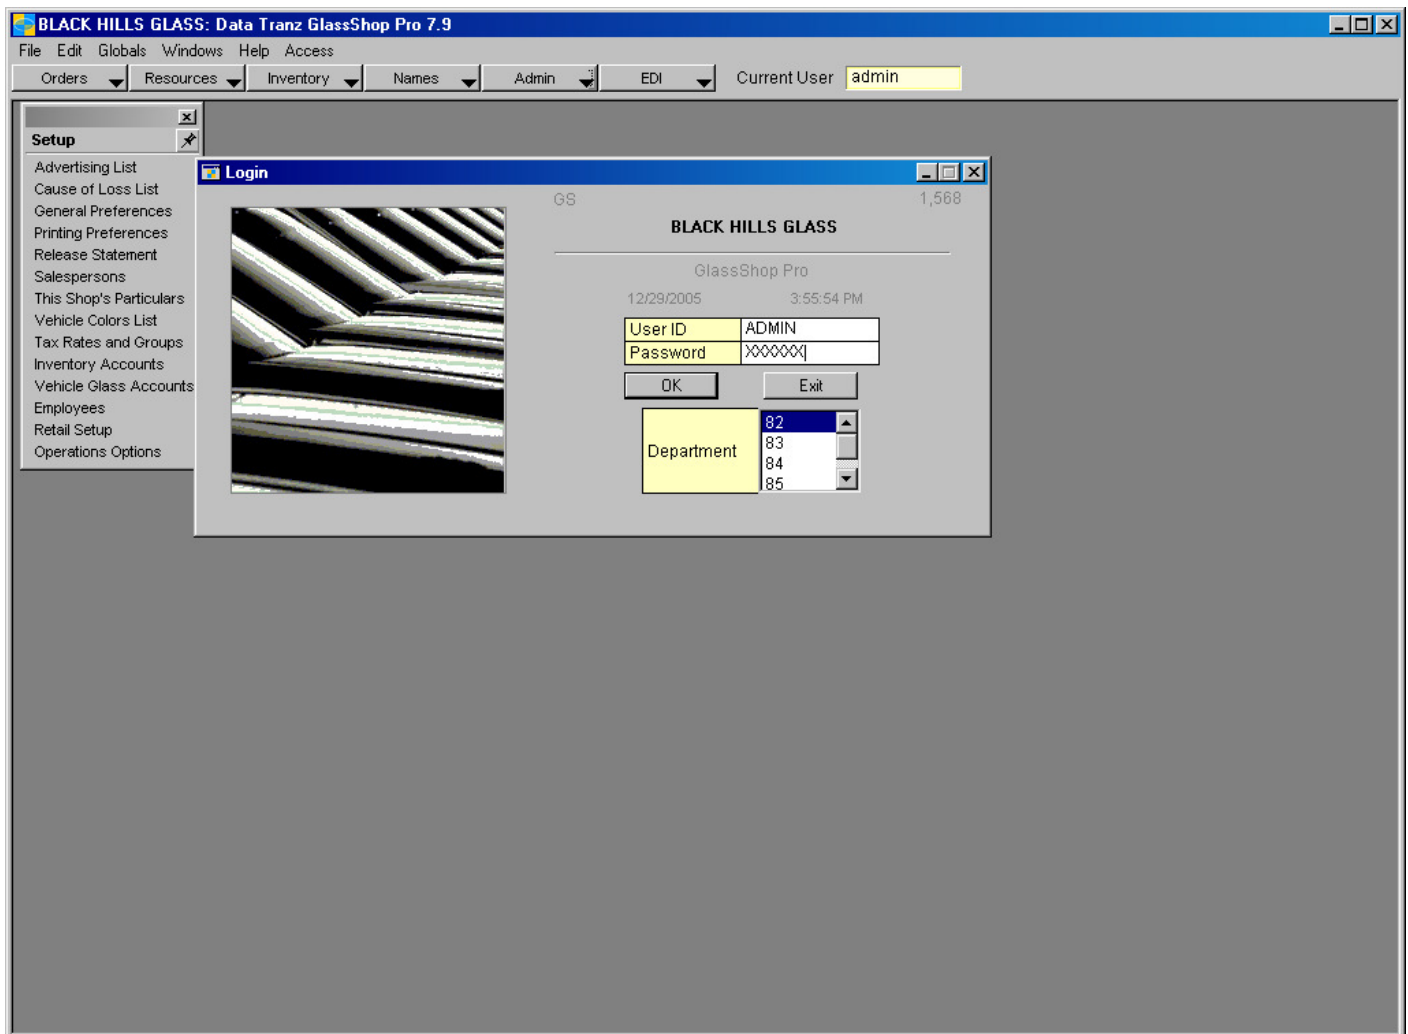 BLACK HILLS GLASS: Data Tranz GlassShop Pro 7.9
File Edit Globals Windows Help Access
Orders Resources Inventory Names Admin EDI Current User admin
Setup
Advertising List
Cause of Loss List
General Preferences
Printing Preferences
Release Statement
Salespersons
This Shop's Particulars
Vehicle Colors List
Tax Rates and Groups
Inventory Accounts
Vehicle Glass Accounts
Employees
Retail Setup
Operations Options
Login
GS 1,568
BLACK HILLS GLASS
GlassShop Pro
12/29/2005 3:55:54 PM
User ID ADMIN
Password XXXXXX
OK Exit
Department
82
83
84
85